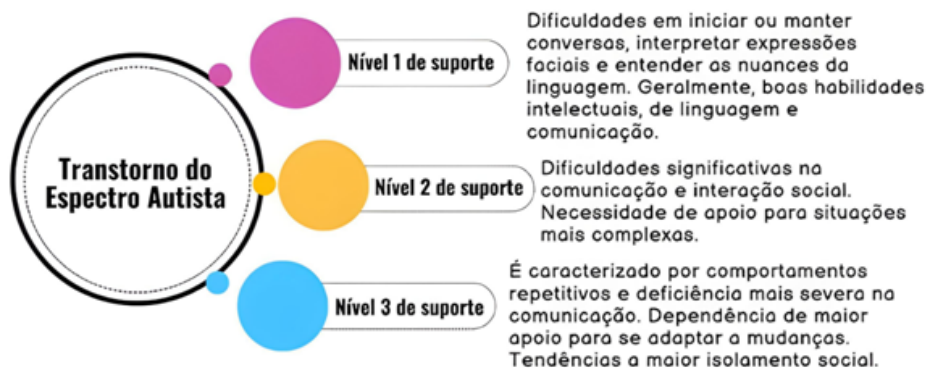 Transtorno do
Espectro Autista
Nível 1 de suporte
Dificuldades em iniciar ou manter
conversas, interpretar expressões
faciais e entender as nuances da
linguagem. Geralmente, boas habilidades
intelectuais, de linguagem e
comunicação.
Nível 2 de suporte
Dificuldades significativas na
comunicação e interação social.
Necessidade de apoio para situações
mais complexas.
Nível 3 de suporte
É caracterizado por comportamentos
repetitivos e deficiência mais severa na
comunicação. Dependência de maior
apoio para se adaptar a mudanças.
Tendências a maior isolamento social.